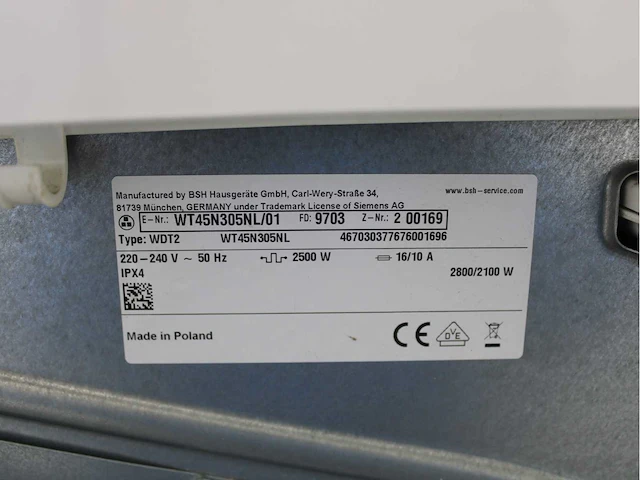 Manufactured by BSH Hausgeräte GmbH, Carl-Wery-Straße 34, www.bsh-service.com
81739 München, GERMANY under Trademark License of Siemens AG
E-Nr.: WT45N305NL/01 FD: 9703 Z-Nr.: 2 00169
Type: WDT2 WT45N305NL 467030377676001696
220–240 V ~ 50 Hz 2500 W 16/10 A
IPX4 2800/2100 W
Made in Poland CE DVE